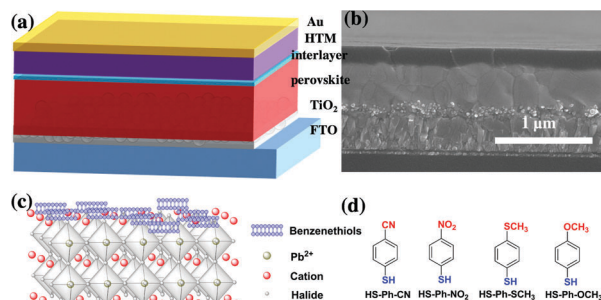 (a)
Au
HTM
interlayer
perovskite
TiO₂
FTO
(b)
1 μm
(c)
Benzenethiols
Pb²⁺
Cation
Halide
(d)
CN
NO₂
SCH₃
OCH₃
SH
SH
SH
SH
HS-Ph-CN
HS-Ph-NO₂
HS-Ph-SCH₃
HS-Ph-OCH₃